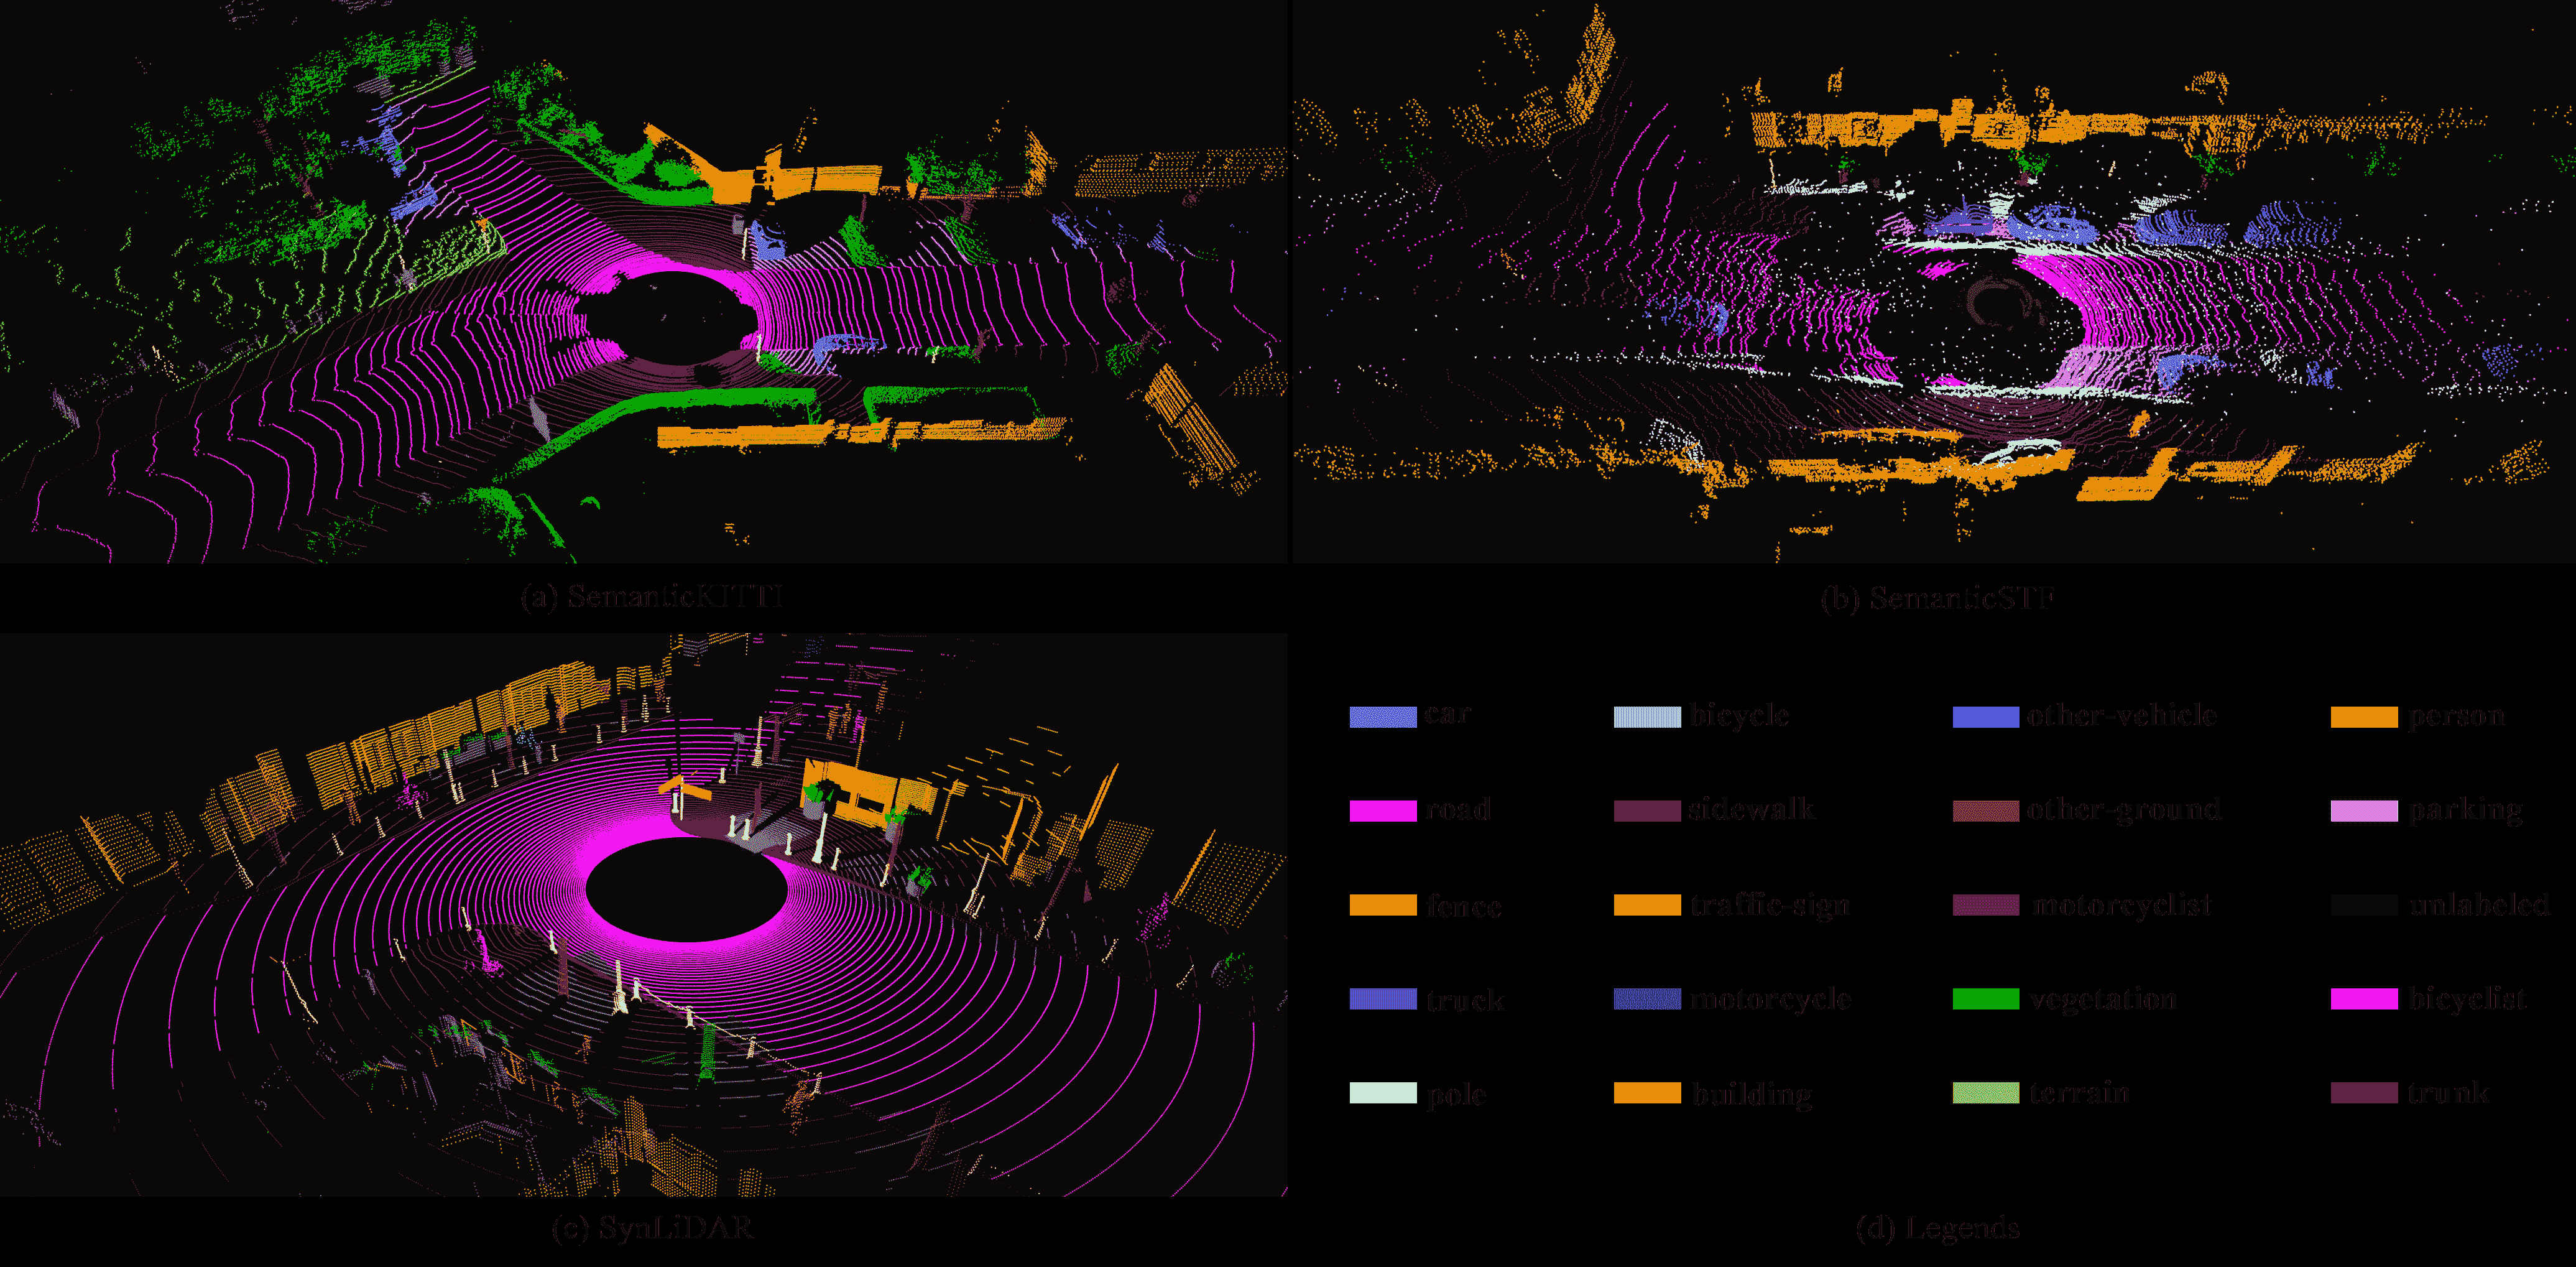 (a) SemanticKITTI
(b) SemanticSTF
car bicycle other-vehicle person
road sidewalk other-ground parking
fence traffic-sign motorcyclist unlabeled
truck motorcycle vegetation bicyclist
pole building terrain trunk
(c) SynLiDAR
(d) Legends